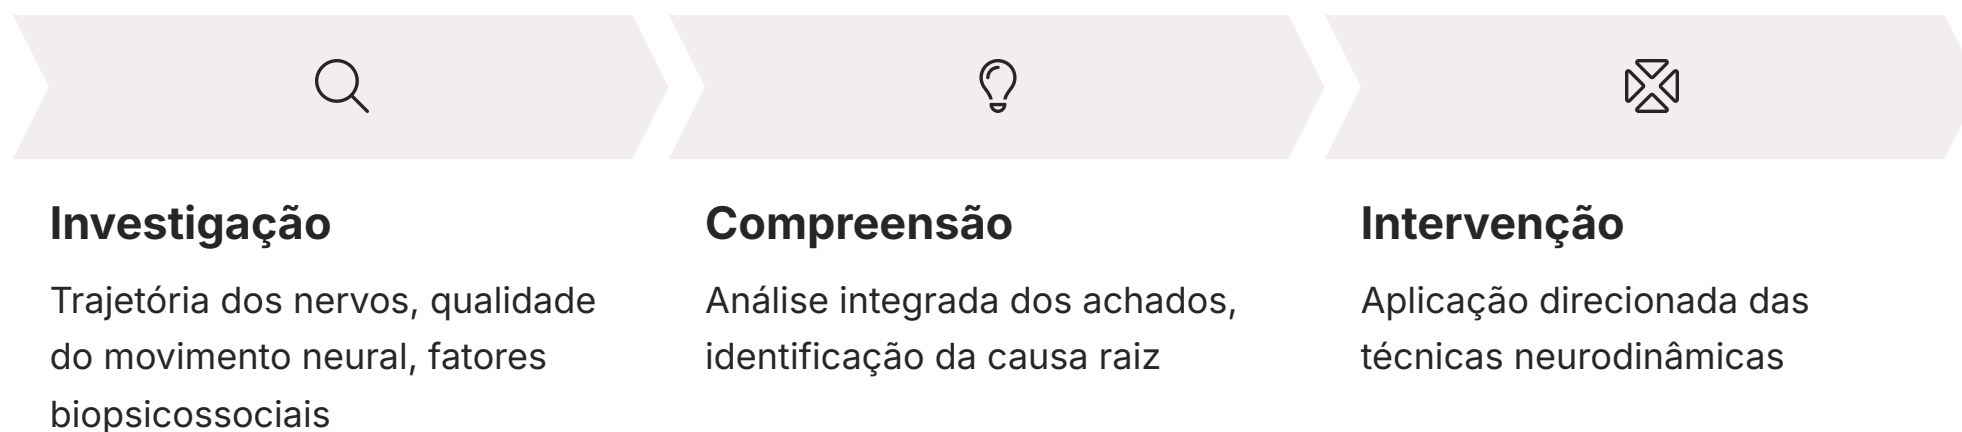 Investigação
Trajetória dos nervos, qualidade
do movimento neural, fatores
biopsicossociais
Compreensão
Análise integrada dos achados,
identificação da causa raiz
Intervenção
Aplicação direcionada das
técnicas neurodinâmicas